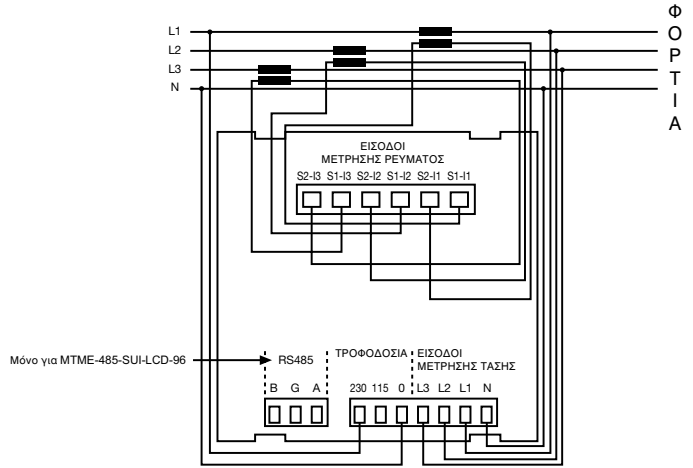 L1
L2
L3
N
Φ
Ο
Ρ
Τ
Ι
Α
ΕΙΣΟΔΟΙ
ΜΕΤΡΗΣΗΣ ΡΕΥΜΑΤΟΣ
S2-I3 S1-I3 S2-I2 S1-I2 S2-I1 S1-I1
Μόνο για MTME-485-SUI-LCD-96
RS485
ΤΡΟΦΟΔΟΣΙΑ
ΕΙΣΟΔΟΙ
ΜΕΤΡΗΣΗΣ ΤΑΣΗΣ
B G A
230 115 0 L3 L2 L1 N